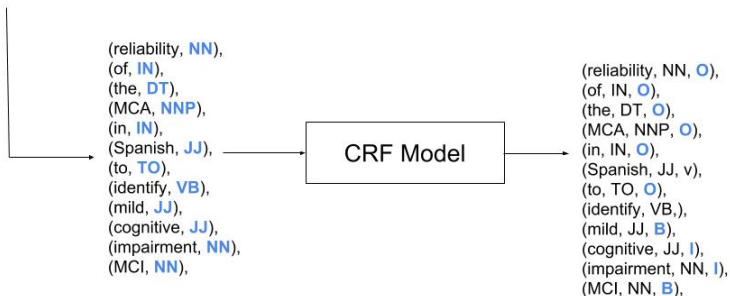 (reliability, NN),
(of, IN),
(the, DT),
(MCA, NNP),
(in, IN),
(Spanish, JJ),
(to, TO),
(identify, VB),
(mild, JJ),
(cognitive, JJ),
(impairment, NN),
(MCI, NN),
CRF Model
(reliability, NN, O),
(of, IN, O),
(the, DT, O),
(MCA, NNP, O),
(in, IN, O),
(Spanish, JJ, v),
(to, TO, O),
(identify, VB,),
(mild, JJ, B),
(cognitive, JJ, I),
(impairment, NN, I),
(MCI, NN, B),